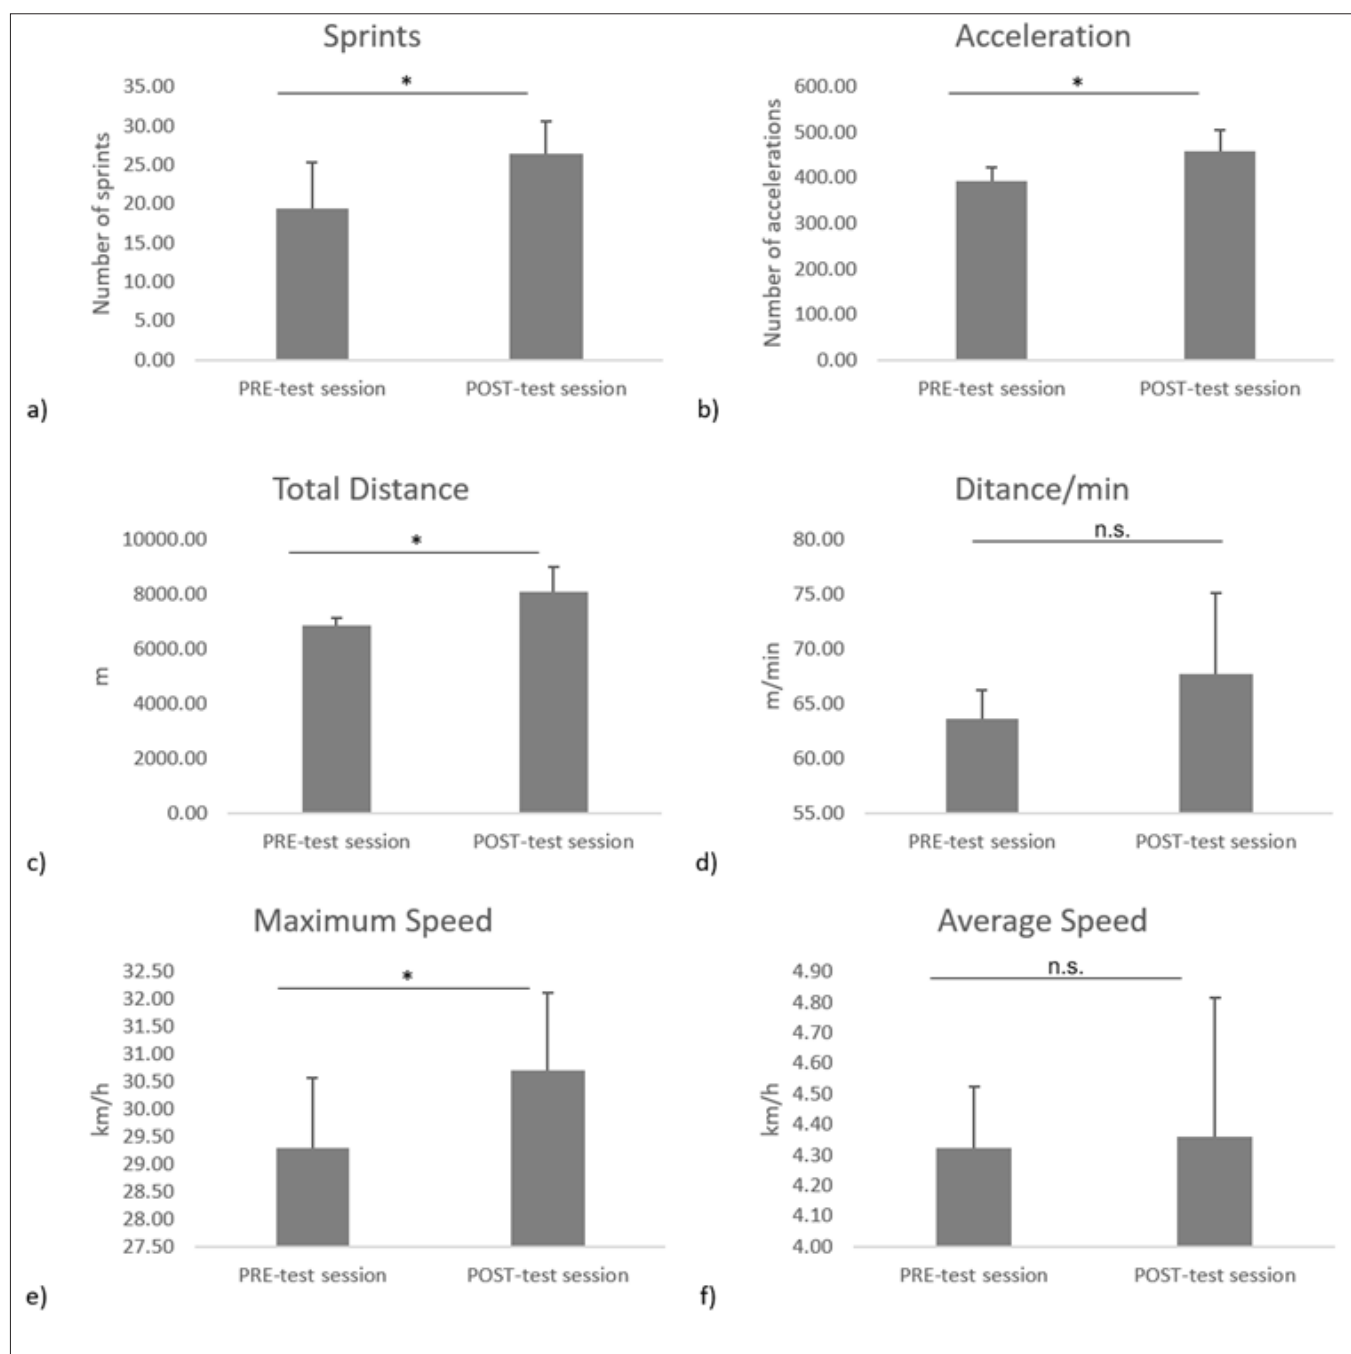 Sprints
*
35.00
30.00
25.00
20.00
15.00
10.00
5.00
0.00
Number of sprints
PRE-test session
POST-test session
a)
Acceleration
*
600.00
500.00
400.00
300.00
200.00
100.00
0.00
Number of accelerations
PRE-test session
POST-test session
b)
Total Distance
*
10000.00
8000.00
6000.00
4000.00
2000.00
0.00
m
PRE-test session
POST-test session
c)
Ditance/min
n.s.
80.00
75.00
70.00
65.00
60.00
55.00
m/min
PRE-test session
POST-test session
d)
Maximum Speed
*
32.50
32.00
31.50
31.00
30.50
30.00
29.50
29.00
28.50
28.00
27.50
km/h
PRE-test session
POST-test session
e)
Average Speed
n.s.
4.90
4.80
4.70
4.60
4.50
4.40
4.30
4.20
4.10
4.00
km/h
PRE-test session
POST-test session
f)